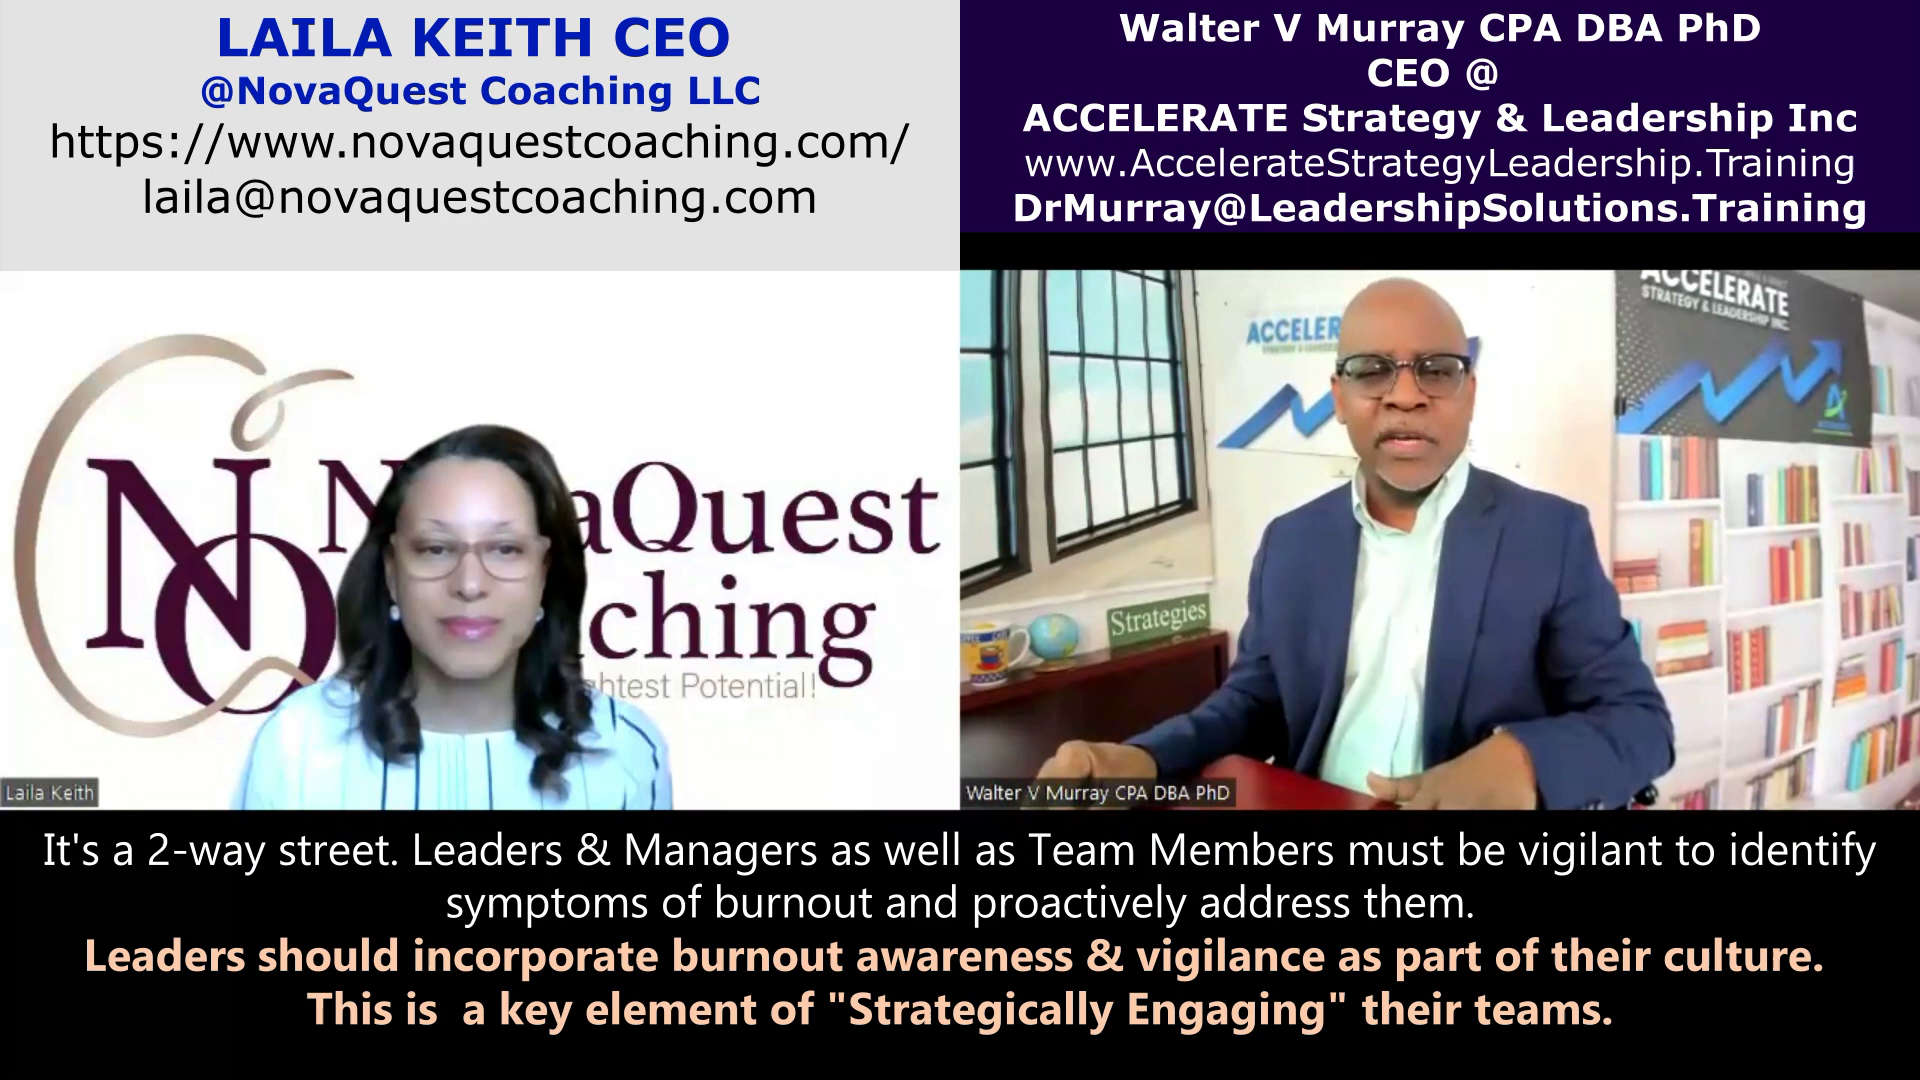 LAILA KEITH CEO
@NovaQuest Coaching LLC
https://www.novaquestcoaching.com/
laila@novaquestcoaching.com
Walter V Murray CPA DBA PhD
CEO @
ACCELERATE Strategy & Leadership Inc
www.AccelerateStrategyLeadership.Training
DrMurray@LeadershipSolutions.Training
NQ N aQuest
ching
htest Potential!
Laila Keith
ACCELER
ACCELERATE
STRATEGY & LEADERSHIP INC.
Strategies
Walter V Murray CPA DBA PhD
It's a 2-way street. Leaders & Managers as well as Team Members must be vigilant to identify
symptoms of burnout and proactively address them.
Leaders should incorporate burnout awareness & vigilance as part of their culture.
This is a key element of "Strategically Engaging" their teams.